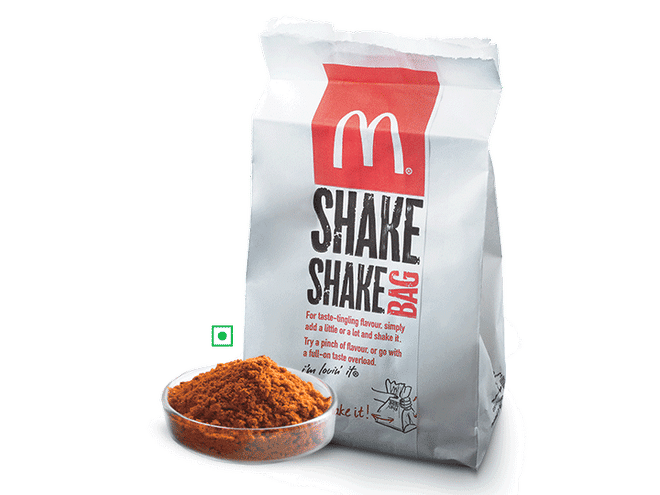 M
SHAKE
SHAKE BAG
For taste-tingling flavour, simply
add a little or a lot and shake it.
Try a pinch of flavour, or go with
a full-on taste overload.
i'm lovin' it®
ake it!